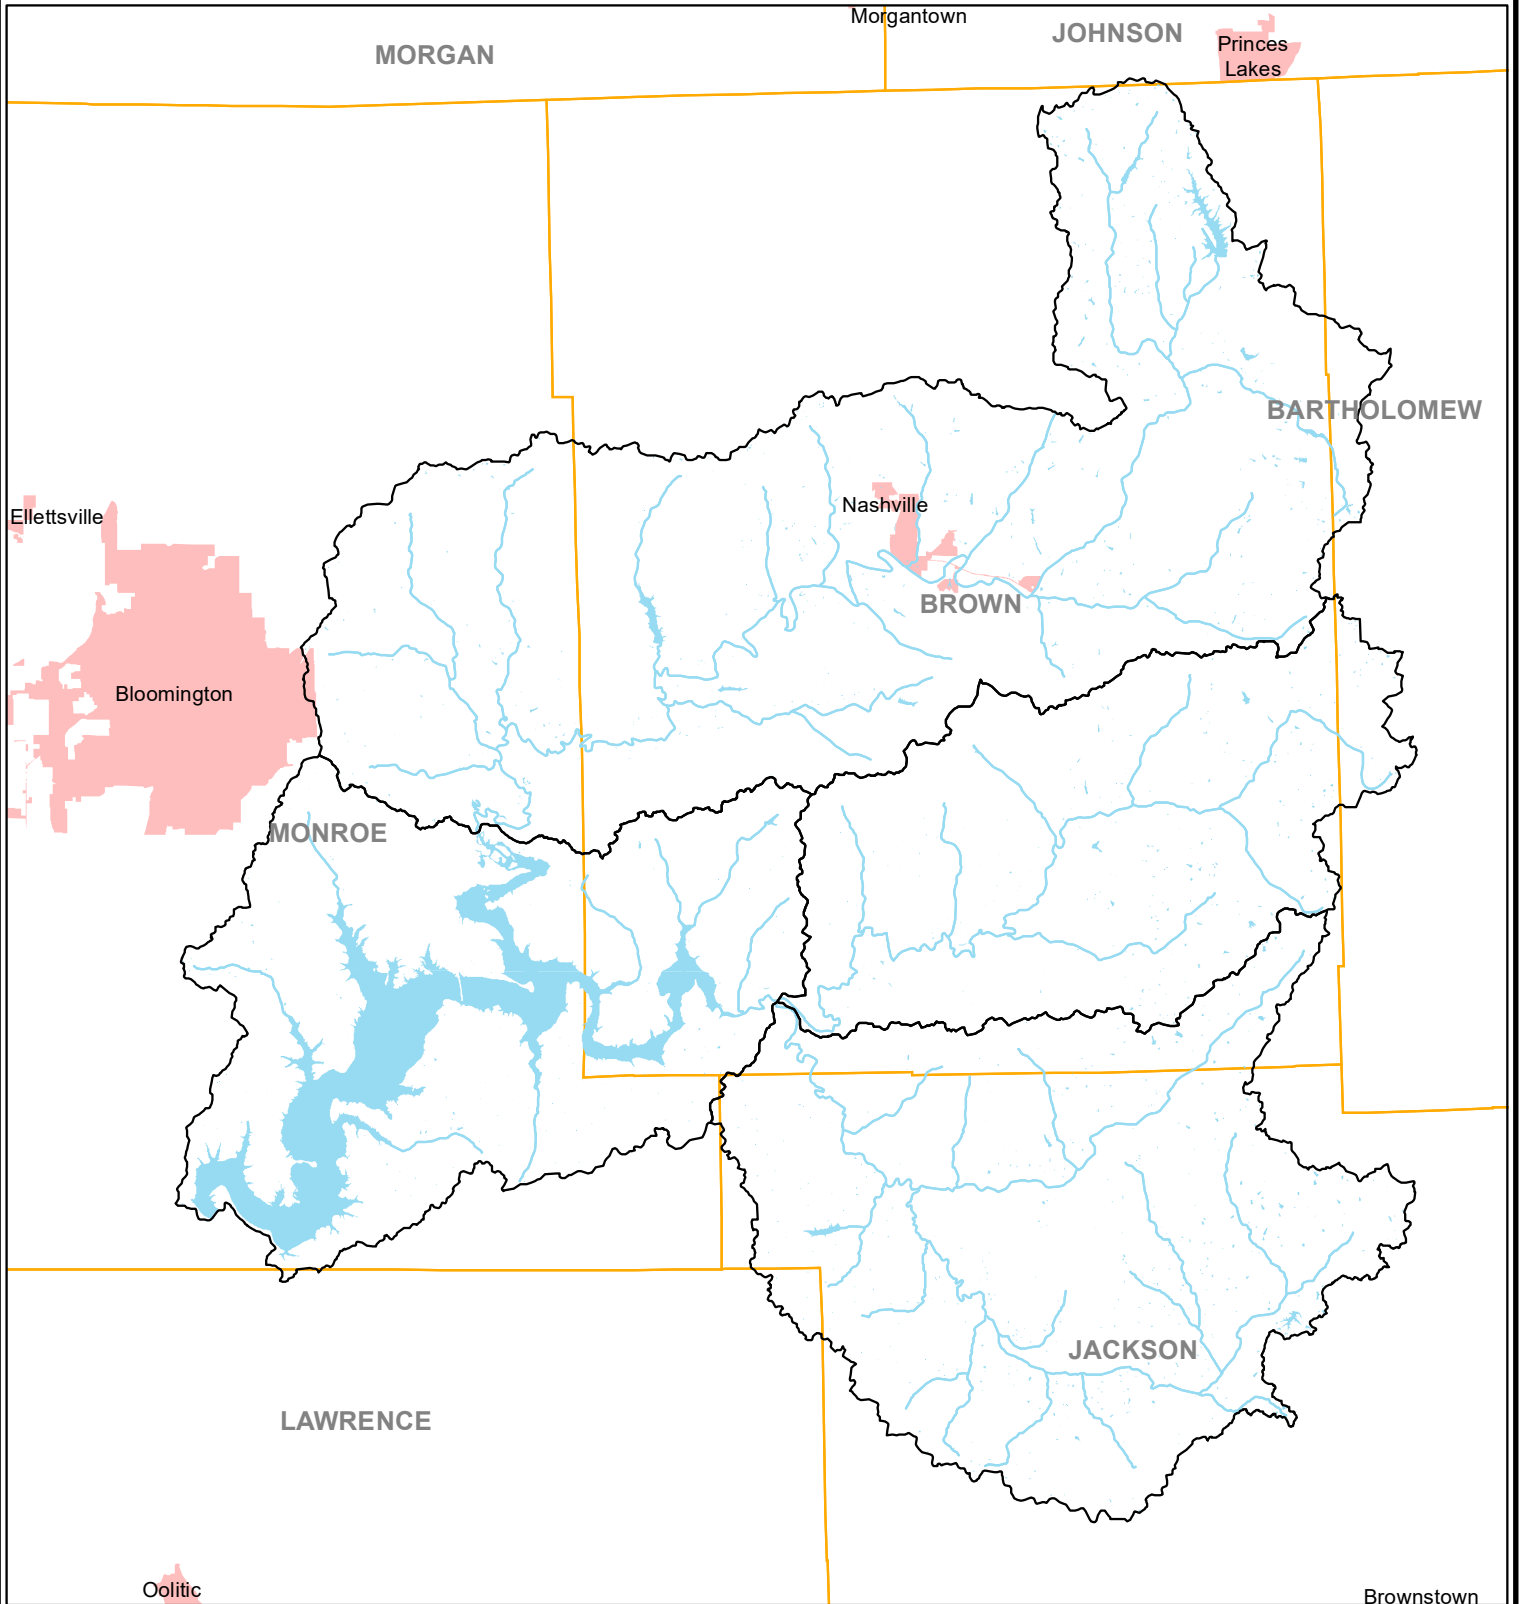 Morgantown
JOHNSON
MORGAN
Princes
Lakes
BARTHOLOMEW
Nashville
Ellettsville
BROWN
Bloomington
MONROE
JACKSON
LAWRENCE
Oolitic
Brownstown